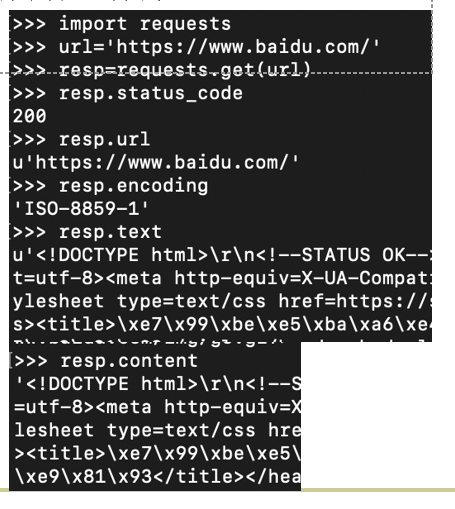 >>> import requests
>>> url='https://www.baidu.com/'
>>> resp=requests.get(url)
>>> resp.status_code
200
>>> resp.url
u'https://www.baidu.com/'
>>> resp.encoding
'ISO-8859-1'
>>> resp.text
u'<!DOCTYPE html>\r\n<!--STATUS OK-->
t=utf-8><meta http-equiv=X-UA-Compati
ylesheet type=text/css href=https://s
s><title>\xe7\x99\xbe\xe5\xba\xa6\xe4
>>> resp.content
'<!DOCTYPE html>\r\n<!--S
=utf-8><meta http-equiv=X
lesheet type=text/css hre
><title>\xe7\x99\xbe\xe5\
\xe9\x81\x93</title></hea